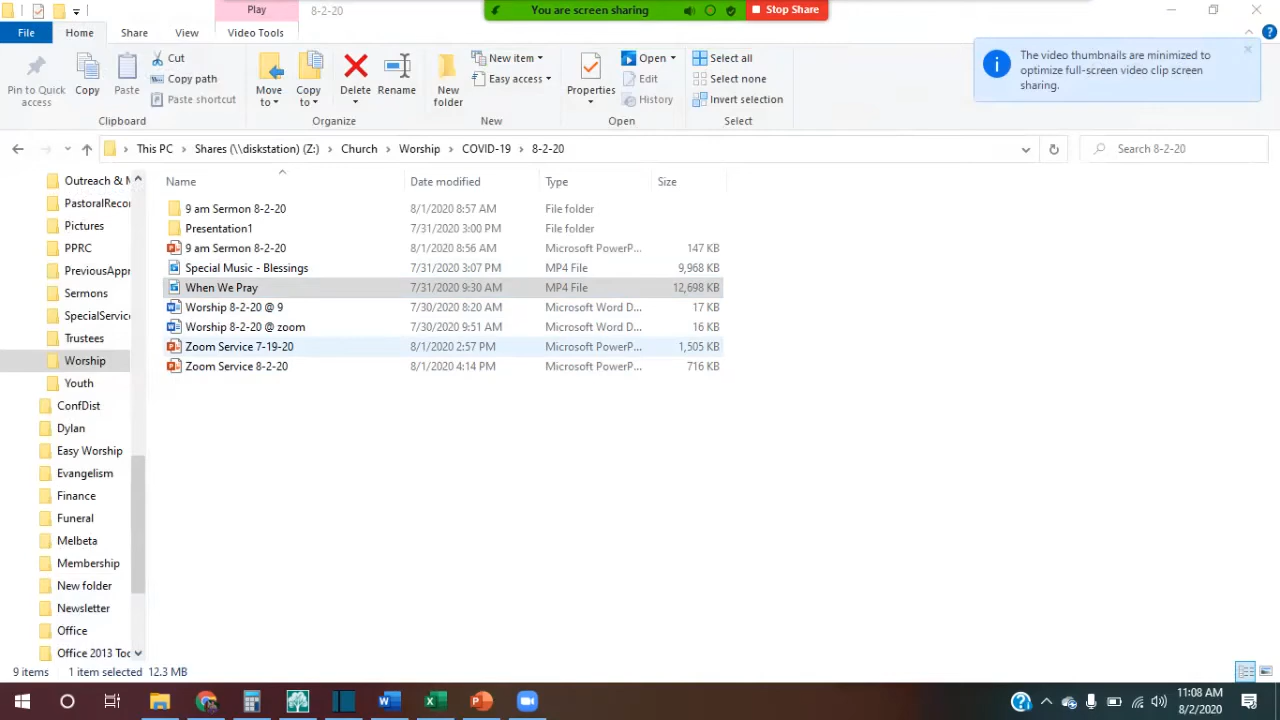 Play
8-2-20
You are screen sharing
Stop Share
File
Home
Share
View
Video Tools
Pin to Quick access
Copy
Paste
Cut
Copy path
Paste shortcut
Move to
Copy to
Delete
Rename
New folder
New item
Easy access
Properties
Open
Edit
History
Select all
Select none
Invert selection
Clipboard
Organize
New
Open
Select
The video thumbnails are minimized to
optimize full-screen video clip screen
sharing.
This PC > Shares (\\diskstation) (Z:) > Church > Worship > COVID-19 > 8-2-20
Search 8-2-20
Outreach & M
PastoralRecor
Pictures
PPRC
PreviousAppr
Sermons
SpecialService
Trustees
Worship
Youth
ConfDist
Dylan
Easy Worship
Evangelism
Finance
Funeral
Melbeta
Membership
New folder
Newsletter
Office
Office 2013 Too
Name Date modified Type Size
9 am Sermon 8-2-20 8/1/2020 8:57 AM File folder
Presentation1 7/31/2020 3:00 PM File folder
9 am Sermon 8-2-20 8/1/2020 8:56 AM Microsoft PowerP... 147 KB
Special Music - Blessings 7/31/2020 3:07 PM MP4 File 9,968 KB
When We Pray 7/31/2020 9:30 AM MP4 File 12,698 KB
Worship 8-2-20 @ 9 7/30/2020 8:20 AM Microsoft Word D... 17 KB
Worship 8-2-20 @ zoom 7/30/2020 9:51 AM Microsoft Word D... 16 KB
Zoom Service 7-19-20 8/1/2020 2:57 PM Microsoft PowerP... 1,505 KB
Zoom Service 8-2-20 8/1/2020 4:14 PM Microsoft PowerP... 716 KB
9 items 1 item selected 12.3 MB
11:08 AM
8/2/2020